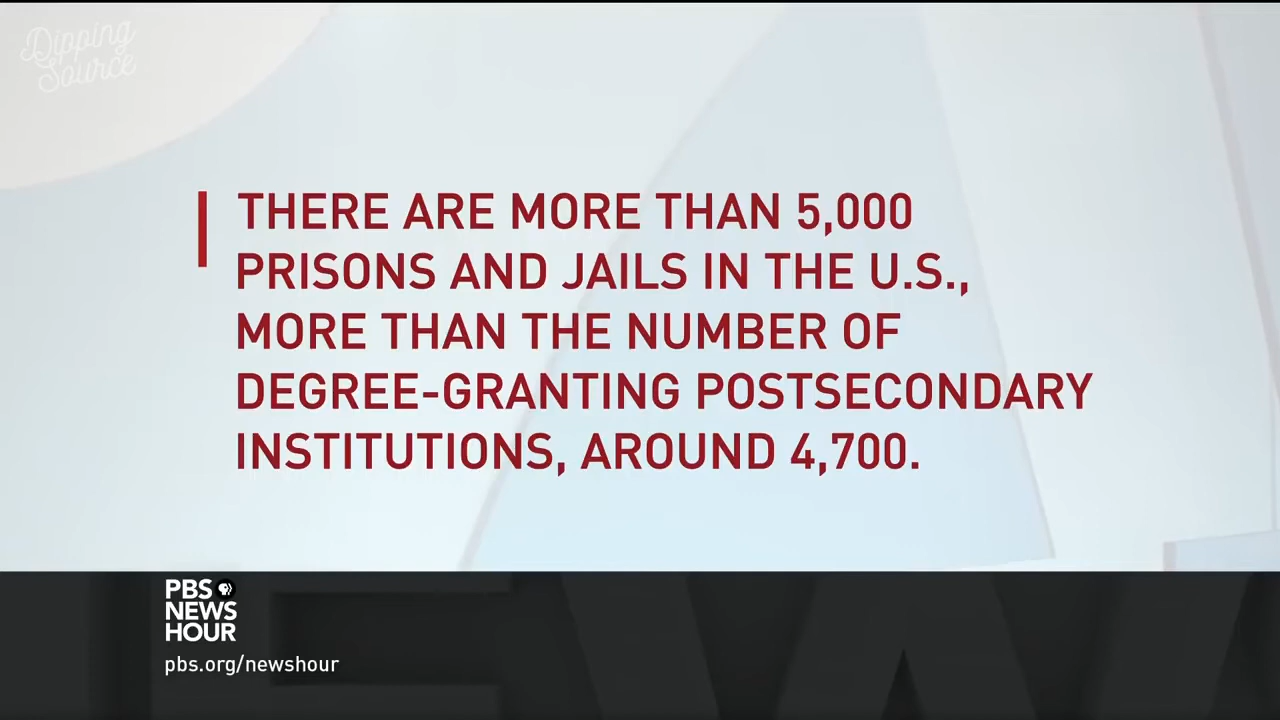 Dipping
Source
THERE ARE MORE THAN 5,000
PRISONS AND JAILS IN THE U.S.,
MORE THAN THE NUMBER OF
DEGREE-GRANTING POSTSECONDARY
INSTITUTIONS, AROUND 4,700.
PBS
NEWS
HOUR
pbs.org/newshour